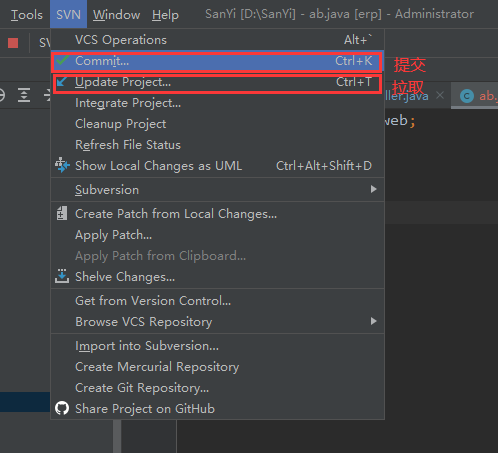 Tools SVN Window Help SanYi [D:\SanYi] - ab.java [erp] - Administrator
SV
VCS Operations Alt+`
Commit... Ctrl+K 提交
Update Project... Ctrl+T 拉取
ller.java ab.
Integrate Project...
Cleanup Project
web;
Refresh File Status
Show Local Changes as UML Ctrl+Alt+Shift+D
Subversion
Create Patch from Local Changes...
Apply Patch...
Apply Patch from Clipboard...
Shelve Changes...
Get from Version Control...
Browse VCS Repository
Import into Subversion...
Create Mercurial Repository
Create Git Repository...
Share Project on GitHub